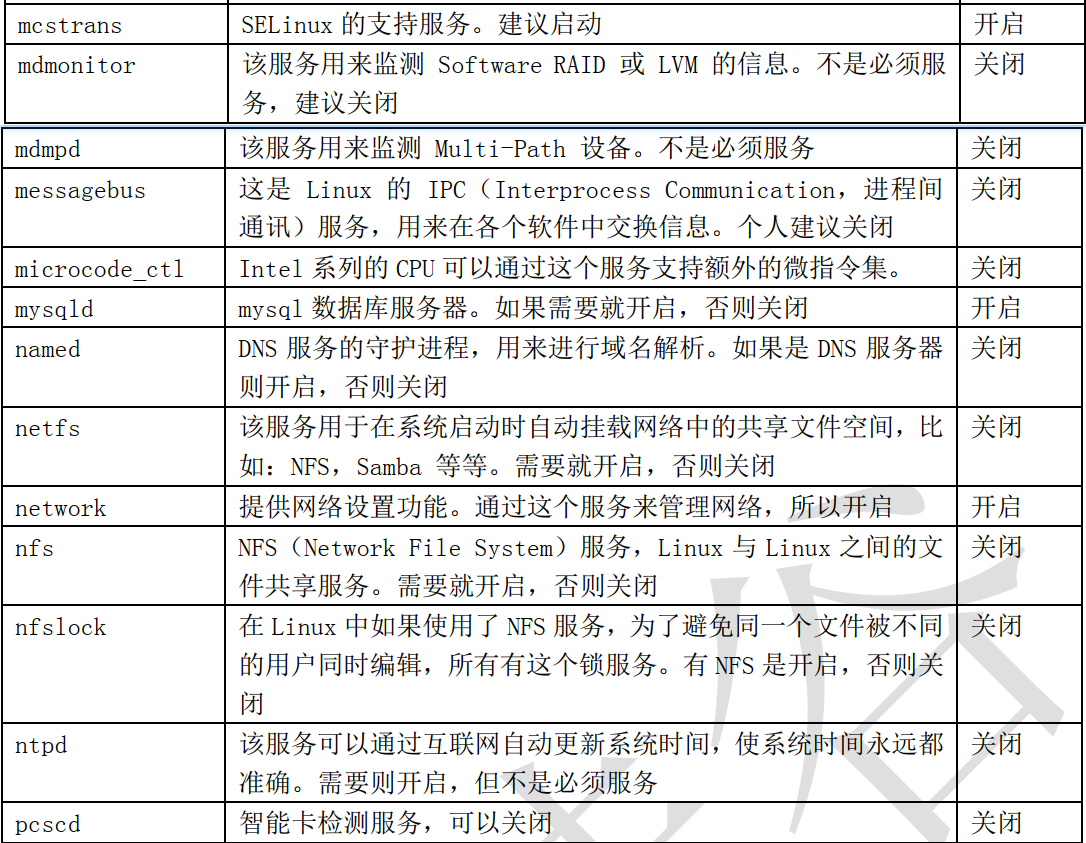 mcstrans SELinux 的支持服务。建议启动 开启
mdmonitor 该服务用来监测 Software RAID 或 LVM 的信息。不是必须服 关闭
务，建议关闭
mdmpd 该服务用来监测 Multi-Path 设备。不是必须服务 关闭
messagebus 这是 Linux 的 IPC（Interprocess Communication，进程间 关闭
通讯）服务，用来在各个软件中交换信息。个人建议关闭
microcode_ctl Intel 系列的 CPU 可以通过这个服务支持额外的微指令集。 关闭
mysqld mysql 数据库服务器。如果需要就开启，否则关闭 开启
named DNS 服务的守护进程，用来进行域名解析。如果是 DNS 服务器 关闭
则开启，否则关闭
netfs 该服务用于在系统启动时自动挂载网络中的共享文件空间，比 关闭
如：NFS，Samba 等等。需要就开启，否则关闭
network 提供网络设置功能。通过这个服务来管理网络，所以开启 开启
nfs NFS（Network File System）服务，Linux 与 Linux 之间的文 关闭
件共享服务。需要就开启，否则关闭
nfslock 在 Linux 中如果使用了 NFS 服务，为了避免同一个文件被不同 关闭
的用户同时编辑，所有有这个锁服务。有 NFS 是开启，否则关
闭
ntpd 该服务可以通过互联网自动更新系统时间，使系统时间永远都 关闭
准确。需要则开启，但不是必须服务
pcscd 智能卡检测服务，可以关闭 关闭